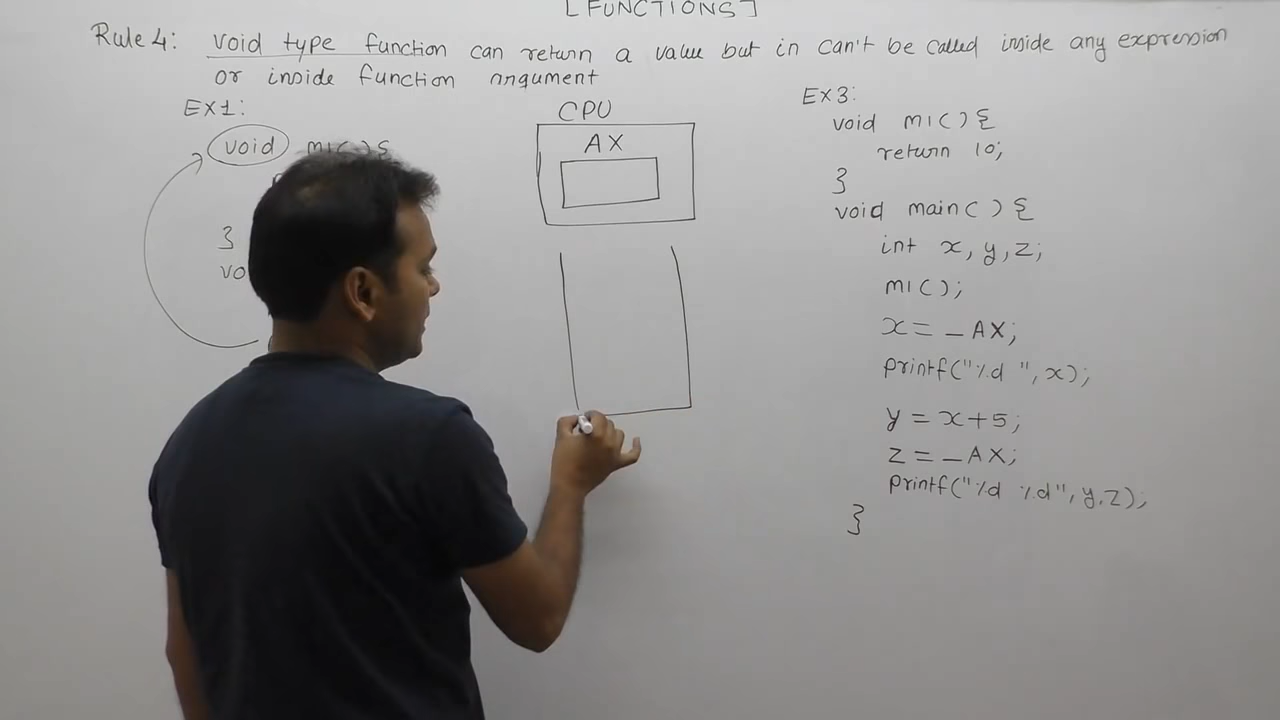 [FUNCTIONS]
Rule 4: void type function can return a value but in can't be called inside any expression
or inside function argument
EX1:
void m1() {
}
vo
CPU
AX
EX3:
void m1() {
return 10;
}
void main() {
int x, y, z;
m1();
x = _AX;
printf("%d ", x);
y = x+5;
z = _AX;
printf("%d %d", y, z);
}